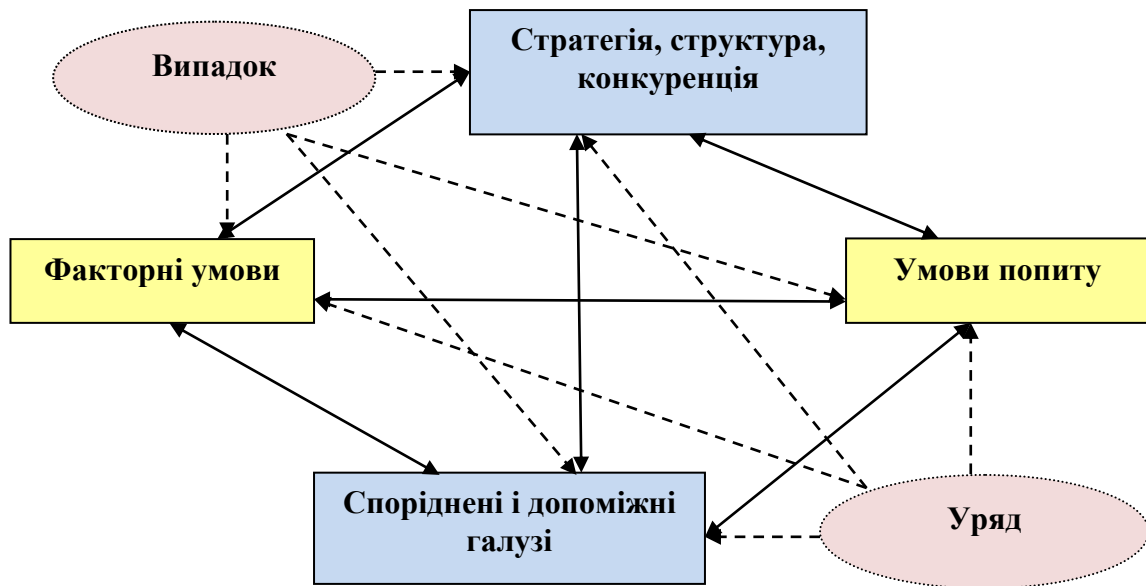 Випадок
Стратегія, структура,
конкуренція
Факторні умови
Умови попиту
Споріднені і допоміжні
галузі
Уряд